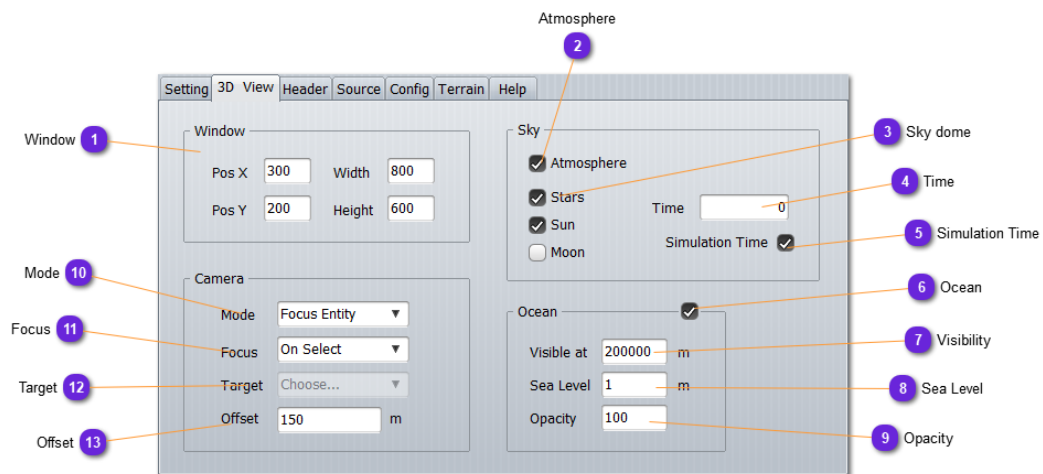 Atmosphere
2
Setting 3D View Header Source Config Terrain Help
Window 1
Window
Pos X 300 Width 800
Pos Y 200 Height 600
Sky
Atmosphere
Stars
Sun
Moon
Time 0
Simulation Time
3 Sky dome
4 Time
5 Simulation Time
Mode 10
Focus 11
Target 12
Offset 13
Camera
Mode Focus Entity
Focus On Select
Target Choose...
Offset 150 m
Ocean
Visible at 200000 m
Sea Level 1 m
Opacity 100
6 Ocean
7 Visibility
8 Sea Level
9 Opacity